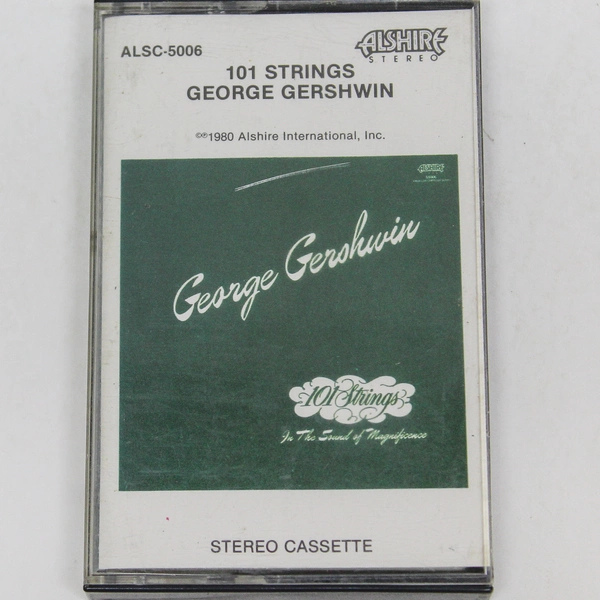 ALSC-5006
ALSHIRE
STEREO
101 STRINGS
GEORGE GERSHWIN
©℗1980 Alshire International, Inc.
ALSHIRE
George Gershwin
101 Strings
In The Sound of Magnificence
STEREO CASSETTE